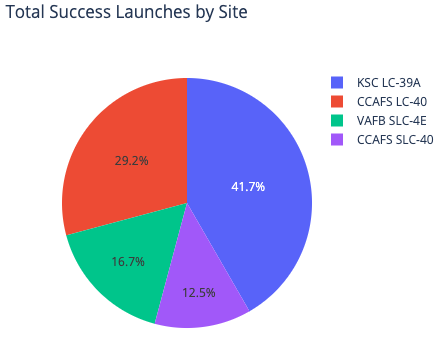 Total Success Launches by Site
KSC LC-39A
CCAFS LC-40
VAFB SLC-4E
CCAFS SLC-40
29.2%
41.7%
16.7%
12.5%